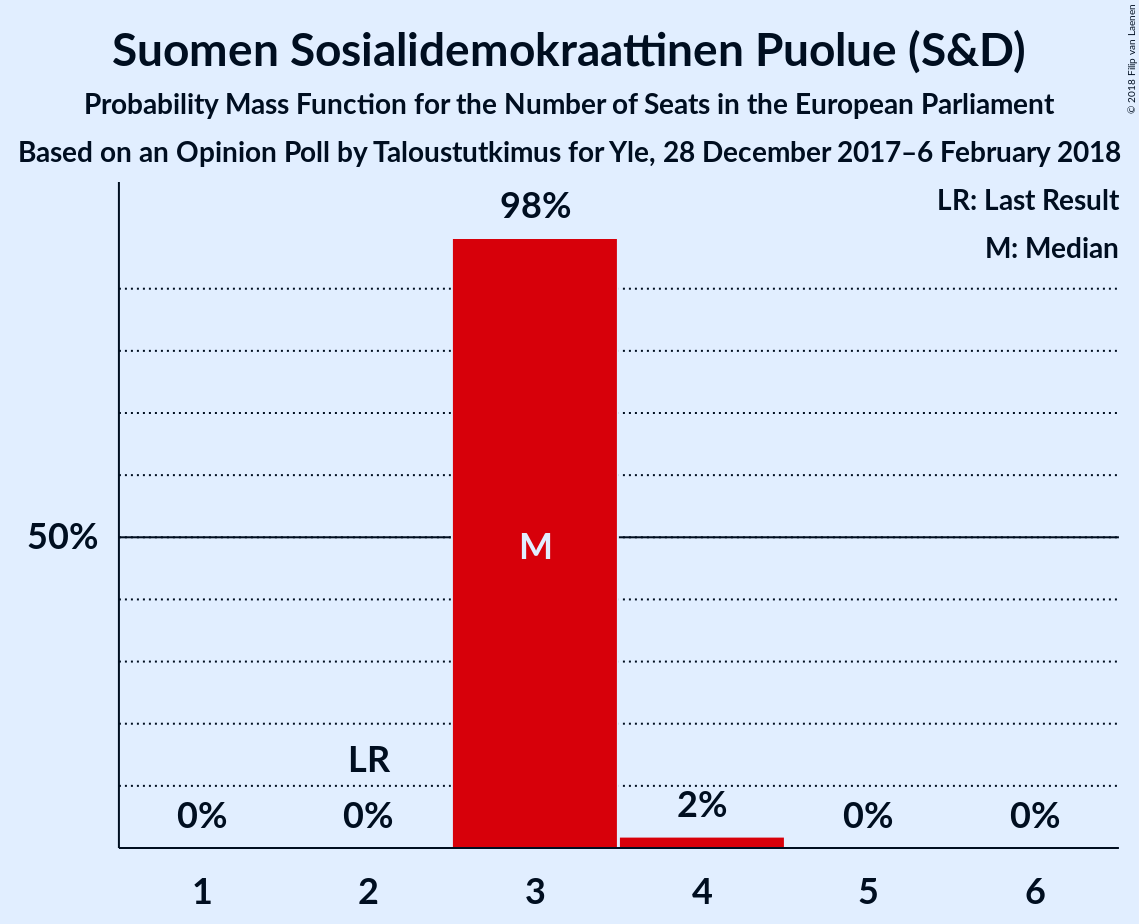 Suomen Sosialidemokraattinen Puolue (S&D)
Probability Mass Function for the Number of Seats in the European Parliament
Based on an Opinion Poll by Taloustutkimus for Yle, 28 December 2017–6 February 2018
© 2018 Filip van Laenen
LR: Last Result
M: Median
98%
50%
M
LR
0% 0% 2% 0% 0%
1 2 3 4 5 6